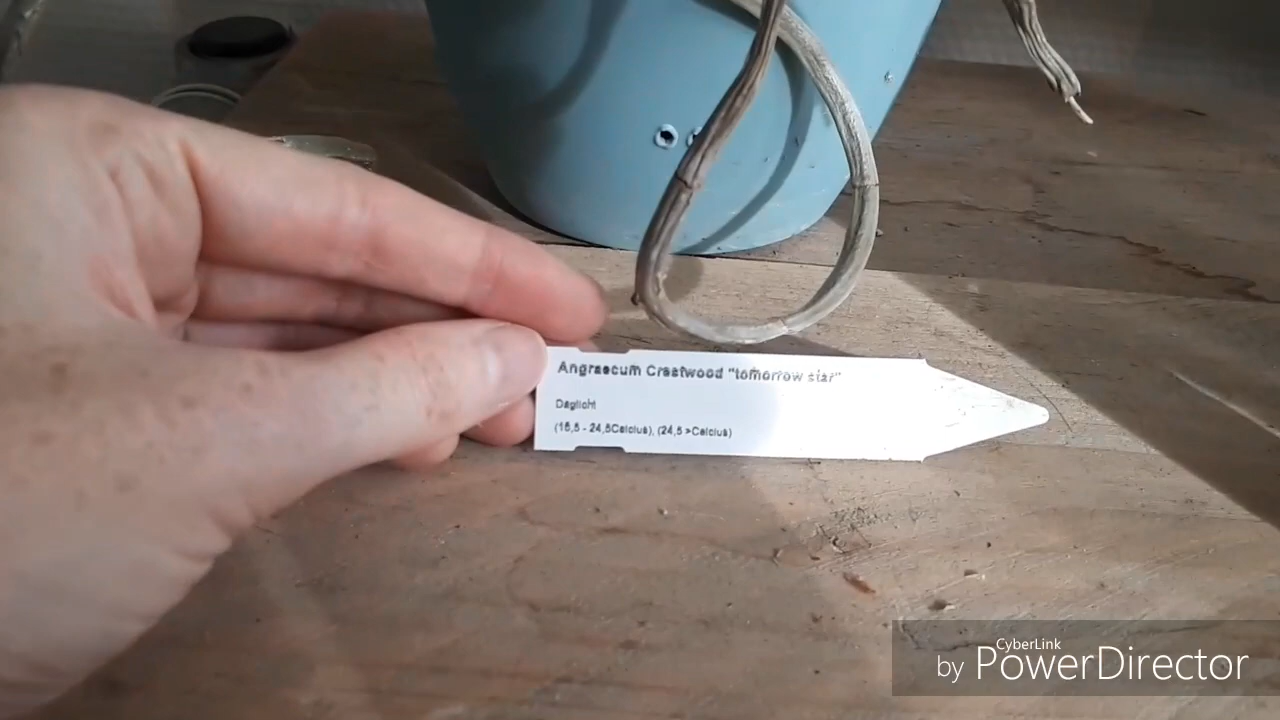 Angraecum Crestwood "tomorrow star"
Daglicht
(16,5 - 24,5Celcius), (24,5 >Celcius)
CyberLink
by PowerDirector